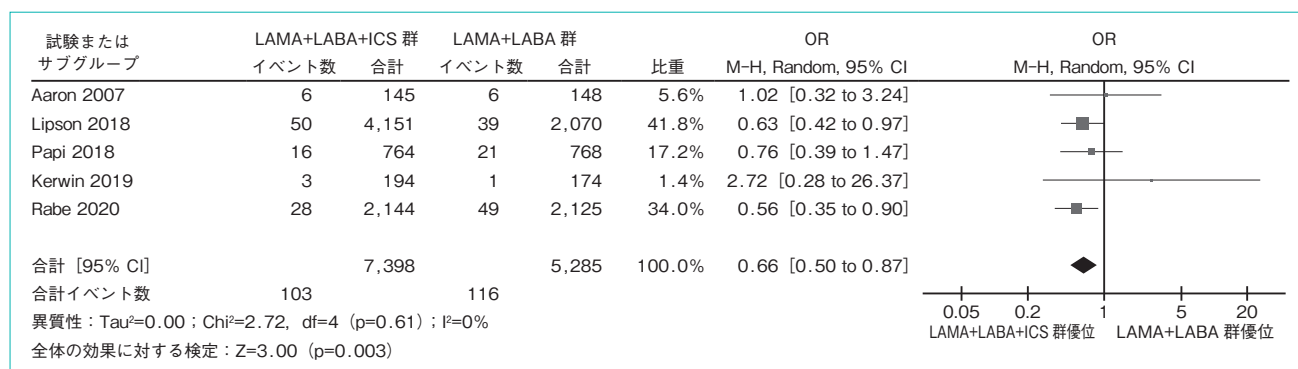 試験または LAMA+LABA+ICS 群 LAMA+LABA 群 OR OR
サブグループ イベント数 合計 イベント数 合計 比重 M-H, Random, 95% CI M-H, Random, 95% CI
Aaron 2007 6 145 6 148 5.6% 1.02 [0.32 to 3.24]
Lipson 2018 50 4,151 39 2,070 41.8% 0.63 [0.42 to 0.97]
Papi 2018 16 764 21 768 17.2% 0.76 [0.39 to 1.47]
Kerwin 2019 3 194 1 174 1.4% 2.72 [0.28 to 26.37]
Rabe 2020 28 2,144 49 2,125 34.0% 0.56 [0.35 to 0.90]
合計 [95% CI] 7,398 5,285 100.0% 0.66 [0.50 to 0.87]
合計イベント数 103 116
異質性：Tau²=0.00；Chi²=2.72, df=4（p=0.61）；I²=0%
全体の効果に対する検定：Z=3.00（p=0.003）
0.05 0.2 1 5 20
LAMA+LABA+ICS 群優位 LAMA+LABA 群優位